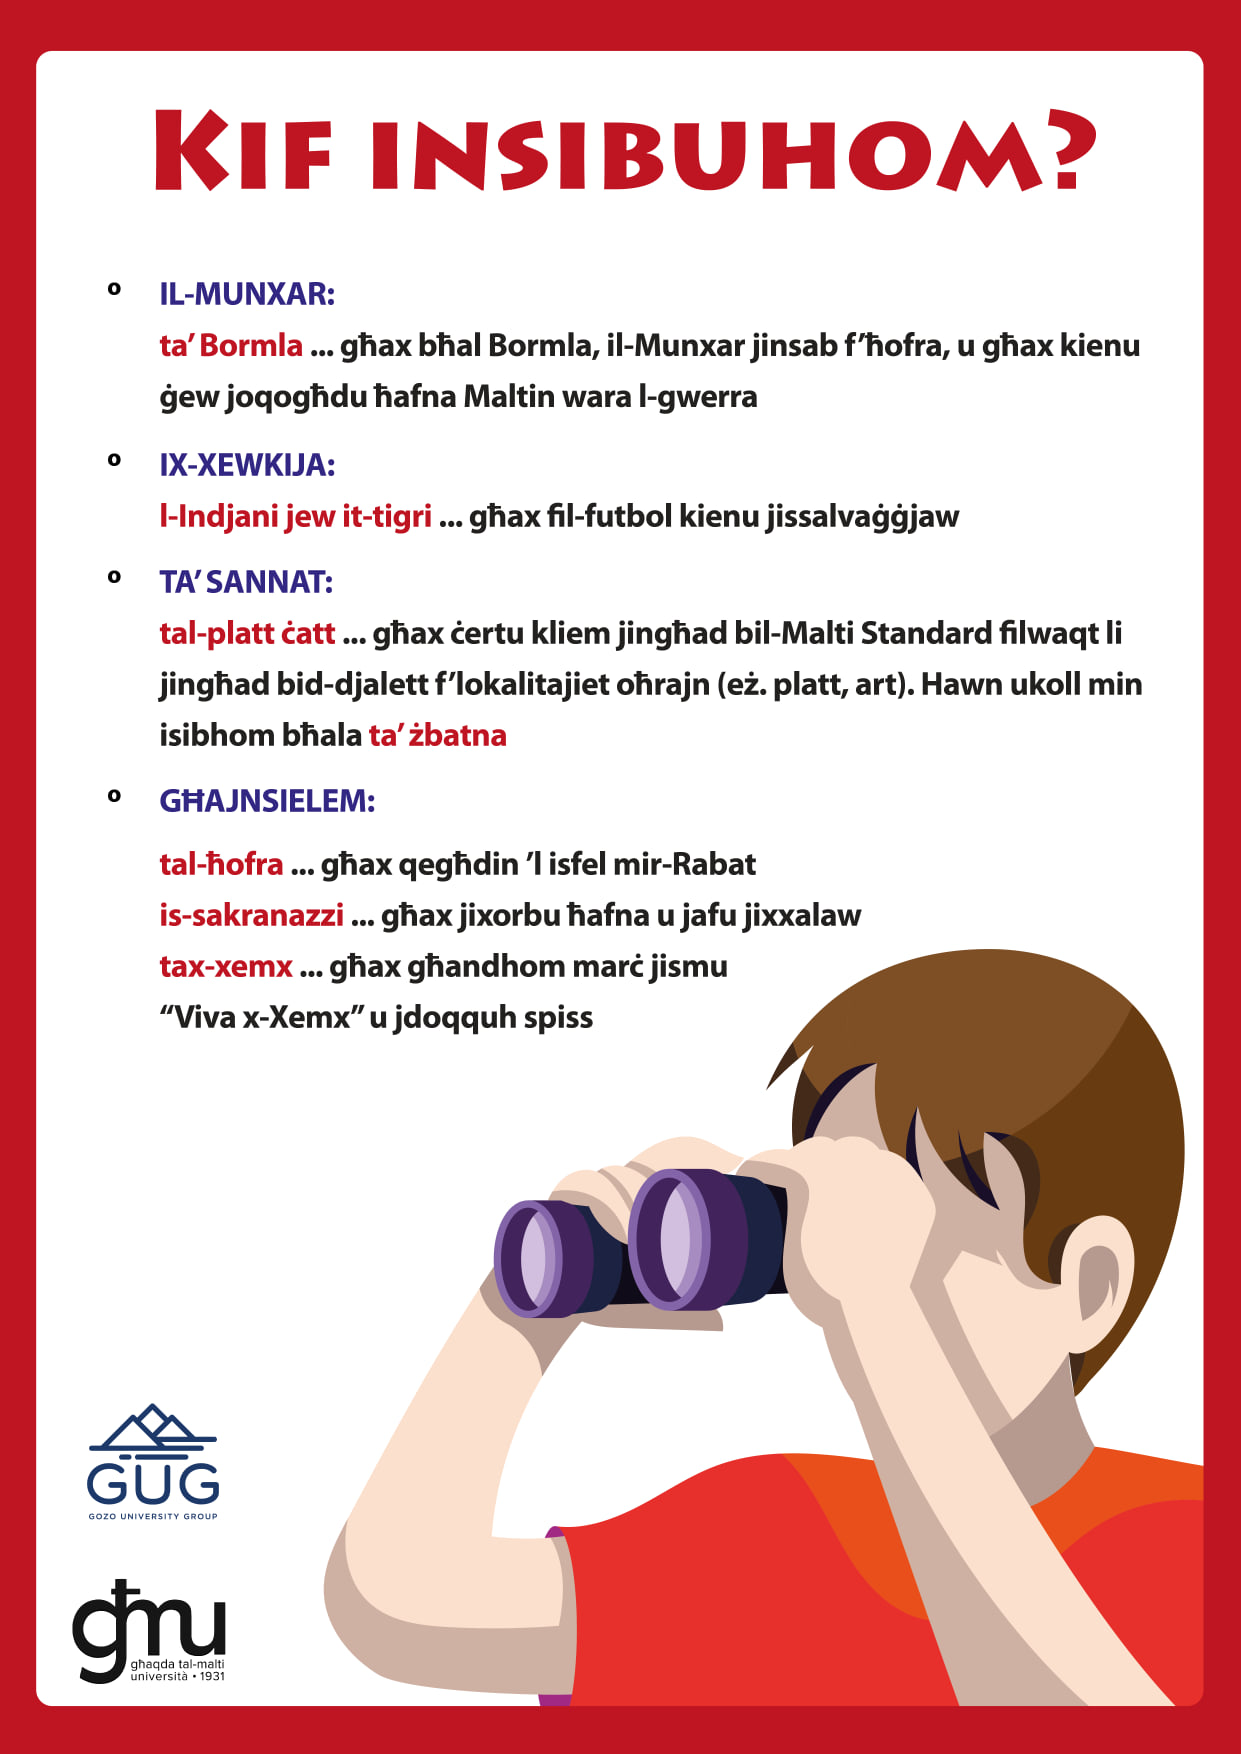 KIF INSIBUHOM?
º IL-MUNXAR:
ta’ Bormla ... għax bħal Bormla, il-Munxar jinsab f’ħofra, u għax kienu
ġew joqogħdu ħafna Maltin wara l-gwerra
º IX-XEWKIJA:
l-Indjani jew it-tigri ... għax fil-futbol kienu jissalvaġġjaw
º TA’ SANNAT:
tal-platt ċatt ... għax ċertu kliem jingħad bil-Malti Standard filwaqt li
jingħad bid-djalett f’lokalitajiet oħrajn (eż. platt, art). Hawn ukoll min
isibhom bħala ta’ żbatna
º GĦAJNSIELEM:
tal-ħofra ... għax qegħdin ’l isfel mir-Rabat
is-sakranazzi ... għax jixorbu ħafna u jafu jixxalaw
tax-xemx ... għax għandhom marċ jismu
“Viva x-Xemx” u jdoqquh spiss
GUG
GOZO UNIVERSITY GROUP
għmu
għaqda tal-malti
università • 1931